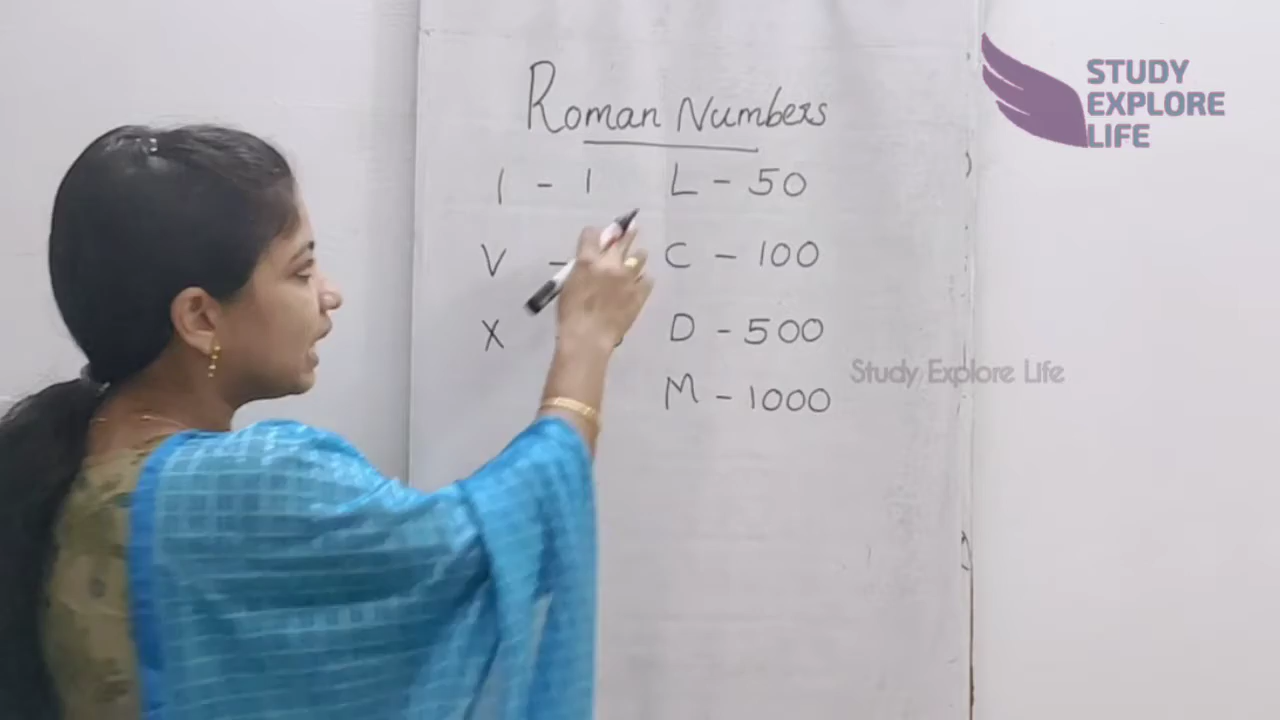 Roman Numbers
I - 1 L - 50
V - C - 100
X D - 500
M - 1000
STUDY
EXPLORE
LIFE
Study Explore Life